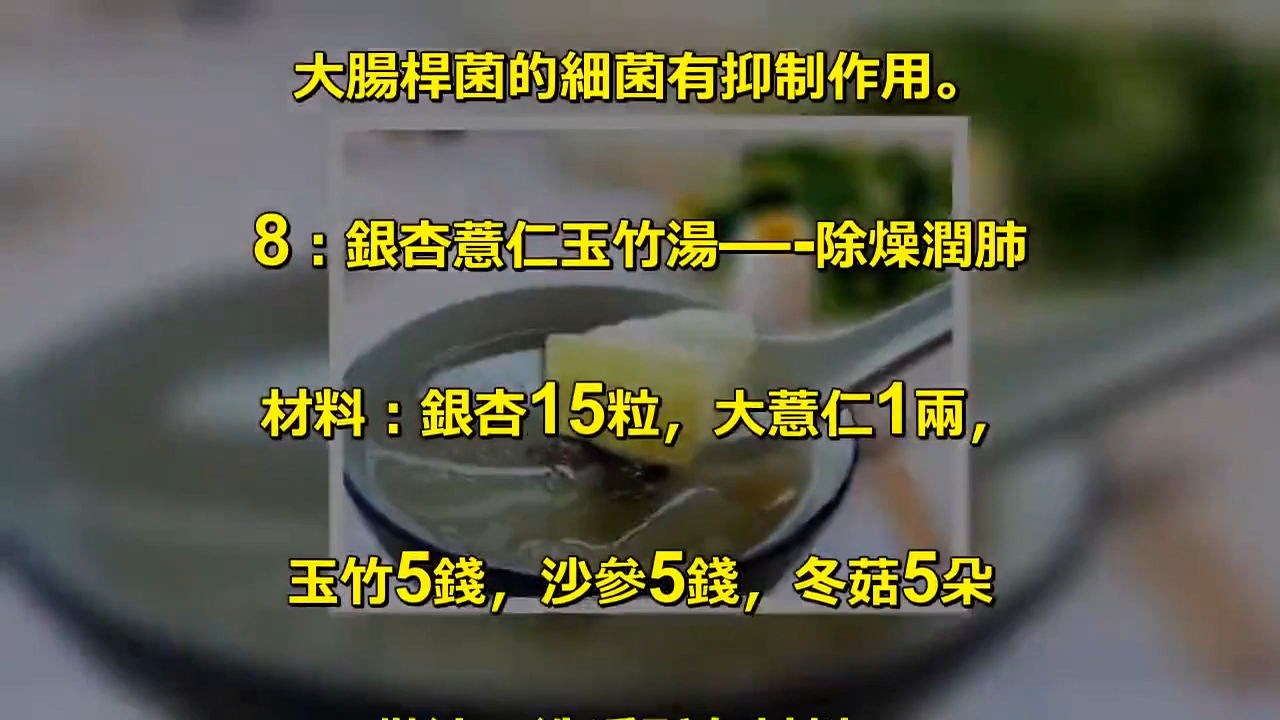 大腸桿菌的細菌有抑制作用。
8：銀杏薏仁玉竹湯──-除燥潤肺
材料：銀杏15粒，大薏仁1兩，
玉竹5錢，沙參5錢，冬菇5朵